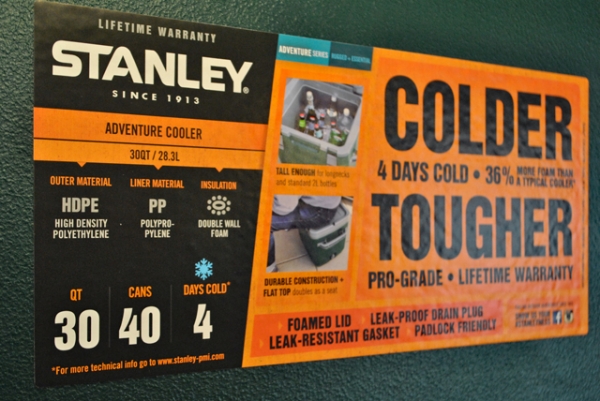 LIFETIME WARRANTY
STANLEY®
SINCE 1913
ADVENTURE COOLER
30QT / 28.3L
OUTER MATERIAL
HDPE
HIGH DENSITY
POLYETHYLENE
LINER MATERIAL
PP
POLYPRO-
PYLENE
INSULATION
DOUBLE WALL
FOAM
QT
30
CANS
40
DAYS COLD*
4
*For more technical info go to www.stanley-pmi.com
ADVENTURE SERIES
TALL ENOUGH for longnecks
and standard 2L bottles
DURABLE CONSTRUCTION +
FLAT TOP doubles as a seat
COLDER
4 DAYS COLD • 36% MORE FOAM THAN
A TYPICAL COOLER*
TOUGHER
PRO-GRADE • LIFETIME WARRANTY
FOAMED LID LEAK-PROOF DRAIN PLUG
LEAK-RESISTANT GASKET PADLOCK FRIENDLY